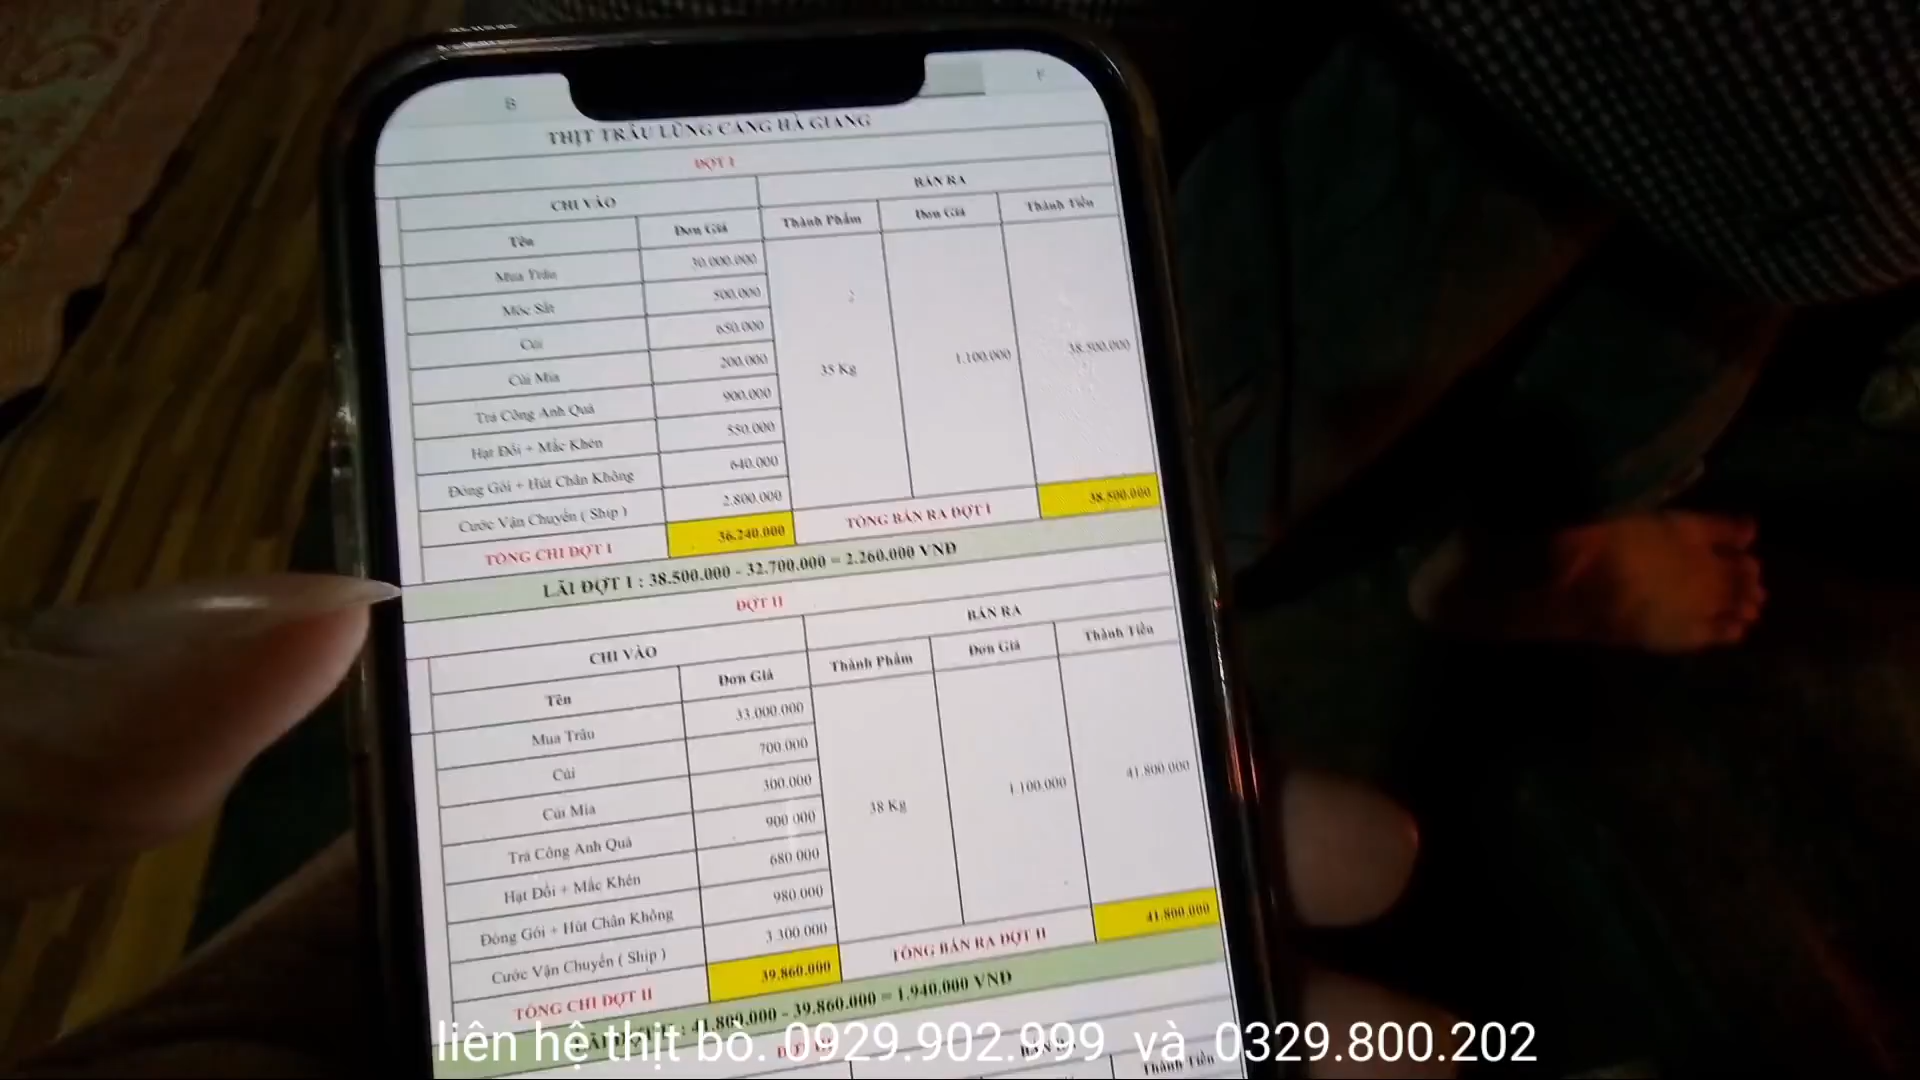 B F
THỊT TRÂU LŨNG CANG HÀ GIANG
ĐỢT I
CHI VÀO BÁN RA
Tên Đơn Giá Thành Phẩm Đơn Giá Thành Tiền
Mua Trâu 30.000.000
Móc Sắt 500.000
Củi 650.000
Củi Mía 200.000
Trả Công Anh Quả 900.000
Hạt Dổi + Mắc Khén 550.000
Đóng Gói + Hút Chân Không 640.000
Cước Vận Chuyển ( Ship ) 2.800.000
35 Kg 1.100.000 38.500.000
TỔNG CHI ĐỢT I 36.240.000 TỔNG BÁN RA ĐỢT I 38.500.000
LÃI ĐỢT I : 38.500.000 - 32.700.000 = 2.260.000 VNĐ
ĐỢT II
CHI VÀO BÁN RA
Tên Đơn Giá Thành Phẩm Đơn Giá Thành Tiền
Mua Trâu 33.000.000
Củi 700.000
Củi Mía 300.000
Trả Công Anh Quả 900.000
Hạt Dổi + Mắc Khén 680.000
Đóng Gói + Hút Chân Không 980.000
Cước Vận Chuyển ( Ship ) 3.300.000
38 Kg 1.100.000 41.800.000
TỔNG CHI ĐỢT II 39.860.000 TỔNG BÁN RA ĐỢT II 41.800.000
: 41.800.000 - 39.860.000 = 1.940.000 VNĐ
liên hệ thịt bò. 0929.902.999 và 0329.800.202
Thành Tiền